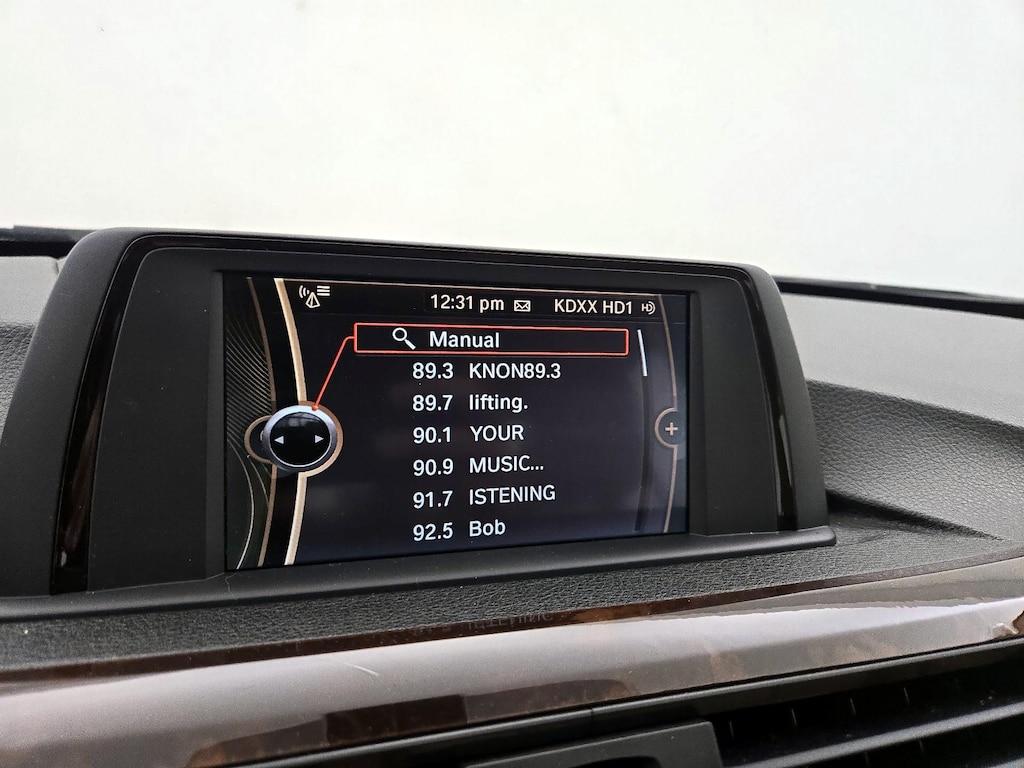 12:31 pm KDXX HD1 HD
Manual
89.3 KNON89.3
89.7 lifting.
90.1 YOUR
90.9 MUSIC...
91.7 ISTENING
92.5 Bob